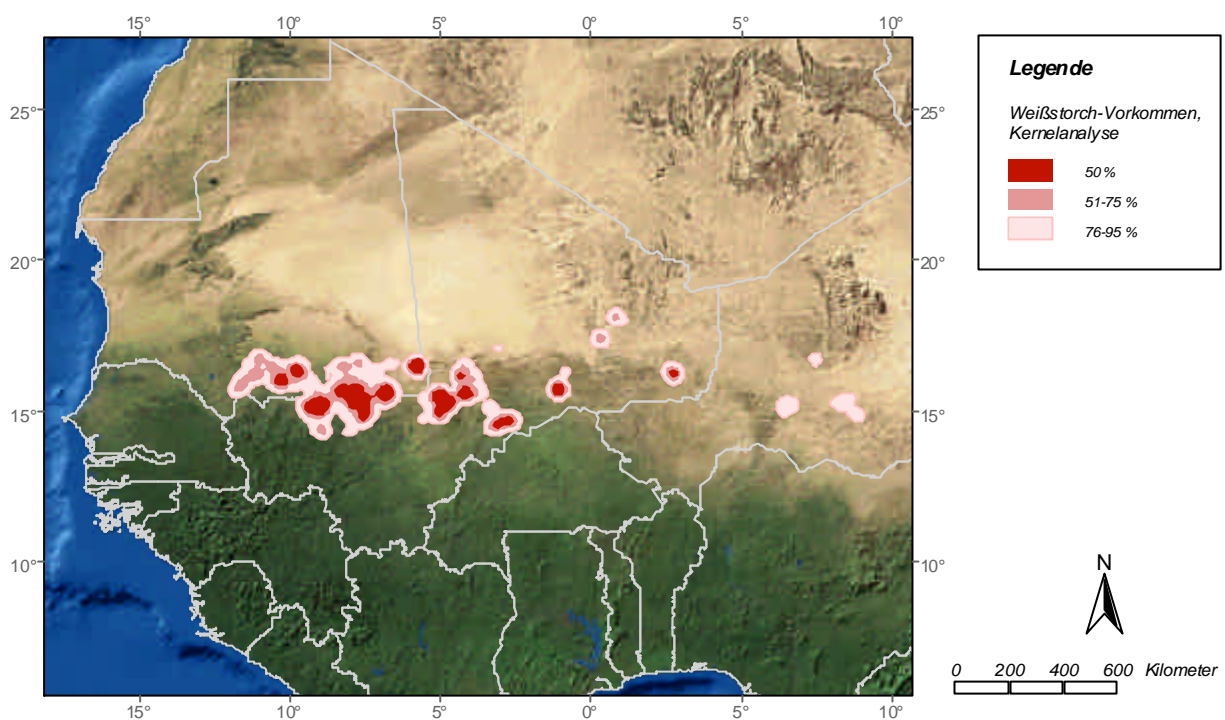 15° 10° 5° 0° 5° 10°
25° 25°
20° 20°
15° 15°
10° 10°
15° 10° 5° 0° 5° 10°
Legende
Weißstorch-Vorkommen,
Kernelanalyse
50 %
51-75 %
76-95 %
N
0 200 400 600 Kilometer